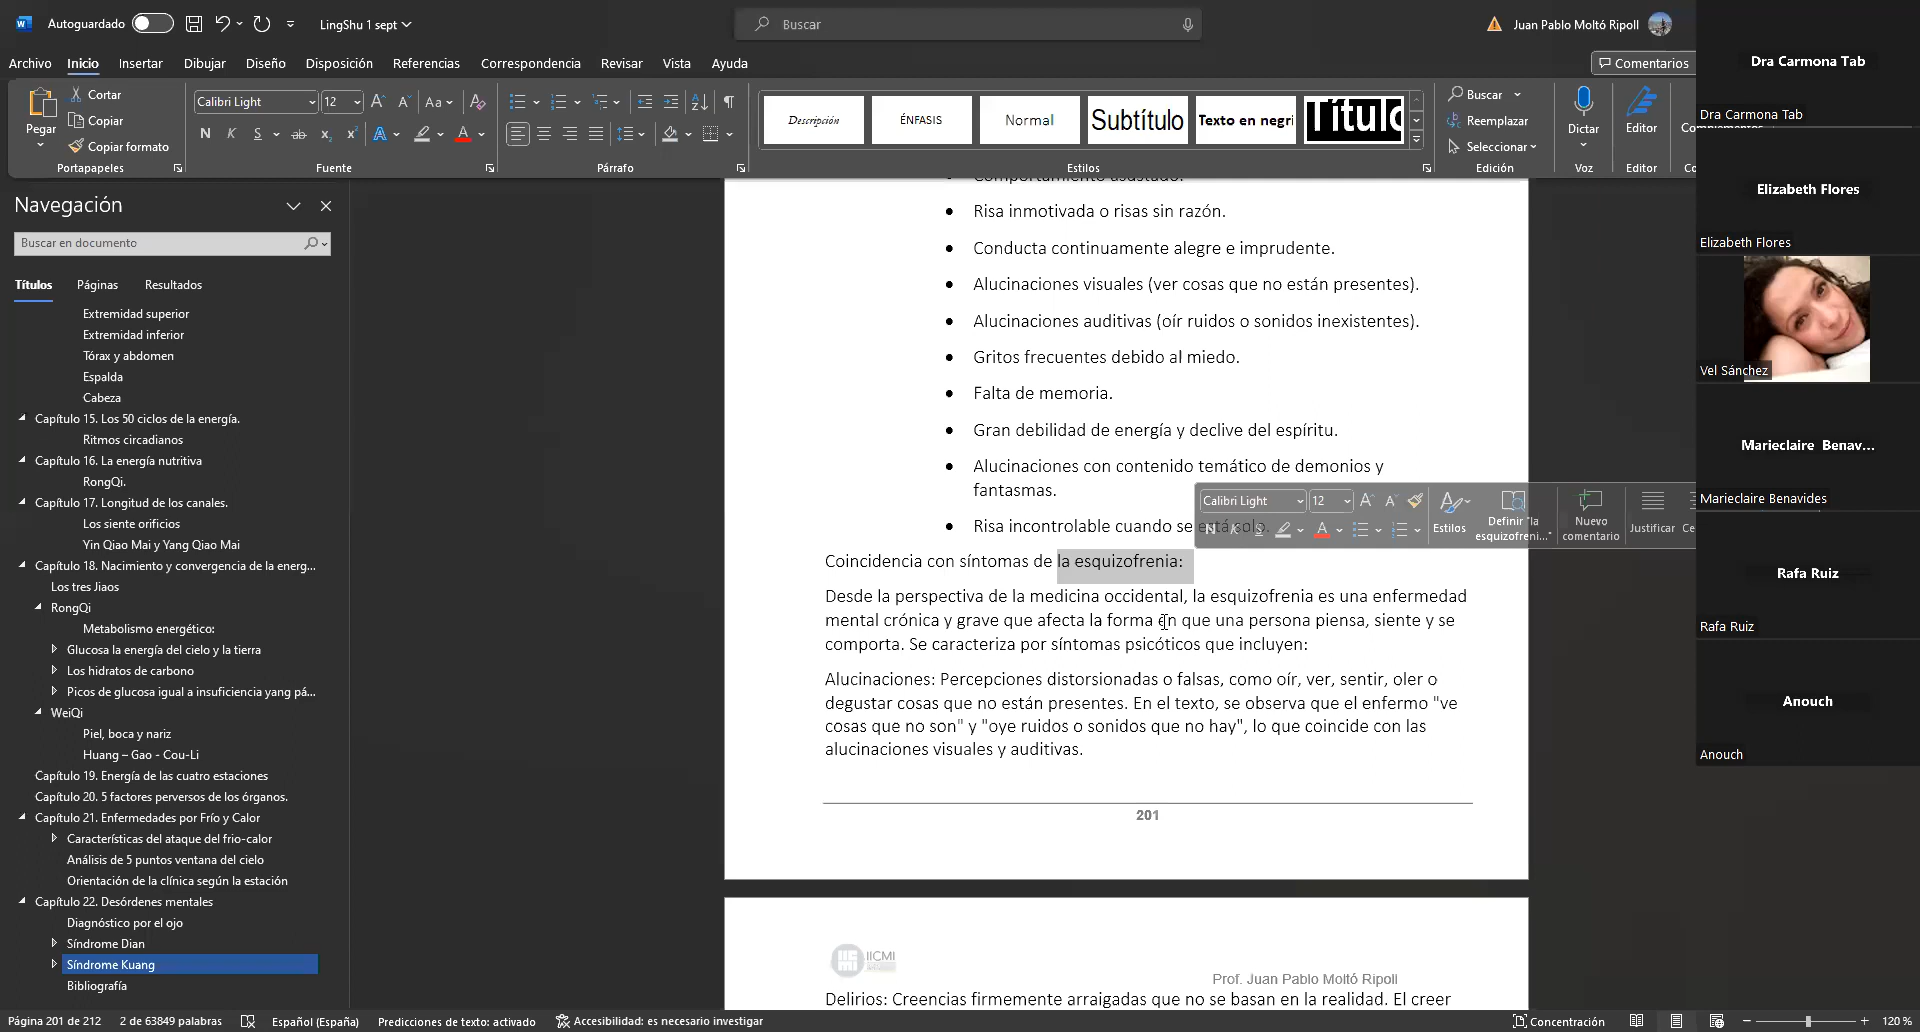 Autoguardado
LingShu 1 sept
Buscar
Juan Pablo Moltó Ripoll
Archivo
Inicio
Insertar
Dibujar
Diseño
Disposición
Referencias
Correspondencia
Revisar
Vista
Ayuda
Comentarios
Pegar
Cortar
Copiar
Copiar formato
Portapapeles
Calibri Light
12
Aa
N K S ab x₂ x² A A
Fuente
Párrafo
Descripción
ÉNFASIS
Normal
Subtítulo
Texto en negri
Títulc
Estilos
Buscar
Reemplazar
Seleccionar
Edición
Dictar
Voz
Editor
Editor
Navegación
Buscar en documento
Títulos
Páginas
Resultados
Extremidad superior
Extremidad inferior
Tórax y abdomen
Espalda
Cabeza
Capítulo 15. Los 50 ciclos de la energía.
Ritmos circadianos
Capítulo 16. La energía nutritiva
RongQi.
Capítulo 17. Longitud de los canales.
Los siente orificios
Yin Qiao Mai y Yang Qiao Mai
Capítulo 18. Nacimiento y convergencia de la energ...
Los tres Jiaos
RongQi
Metabolismo energético:
Glucosa la energía del cielo y la tierra
Los hidratos de carbono
Picos de glucosa igual a insuficiencia yang pá...
WeiQi
Piel, boca y nariz
Huang – Gao - Cou-Li
Capítulo 19. Energía de las cuatro estaciones
Capítulo 20. 5 factores perversos de los órganos.
Capítulo 21. Enfermedades por Frío y Calor
Características del ataque del frio-calor
Análisis de 5 puntos ventana del cielo
Orientación de la clínica según la estación
Capítulo 22. Desórdenes mentales
Diagnóstico por el ojo
Síndrome Dian
Síndrome Kuang
Bibliografía
Comportamiento asustado.
• Risa inmotivada o risas sin razón.
• Conducta continuamente alegre e imprudente.
• Alucinaciones visuales (ver cosas que no están presentes).
• Alucinaciones auditivas (oír ruidos o sonidos inexistentes).
• Gritos frecuentes debido al miedo.
• Falta de memoria.
• Gran debilidad de energía y declive del espíritu.
• Alucinaciones con contenido temático de demonios y
fantasmas.
• Risa incontrolable cuando se está solo.
Calibri Light
12
N K S A
Estilos
Definir "la
esquizofreni..."
Nuevo
comentario
Justificar
Ce
Coincidencia con síntomas de la esquizofrenia:
Desde la perspectiva de la medicina occidental, la esquizofrenia es una enfermedad
mental crónica y grave que afecta la forma en que una persona piensa, siente y se
comporta. Se caracteriza por síntomas psicóticos que incluyen:
Alucinaciones: Percepciones distorsionadas o falsas, como oír, ver, sentir, oler o
degustar cosas que no están presentes. En el texto, se observa que el enfermo "ve
cosas que no son" y "oye ruidos o sonidos que no hay", lo que coincide con las
alucinaciones visuales y auditivas.
201
IICMI
Prof. Juan Pablo Moltó Ripoll
Delirios: Creencias firmemente arraigadas que no se basan en la realidad. El creer
Dra Carmona Tab
Dra Carmona Tab
Elizabeth Flores
Elizabeth Flores
Vel Sánchez
Marieclaire Benav...
Marieclaire Benavides
Rafa Ruiz
Rafa Ruiz
Anouch
Anouch
Página 201 de 212
2 de 63849 palabras
Español (España)
Predicciones de texto: activado
Accesibilidad: es necesario investigar
Concentración
120 %